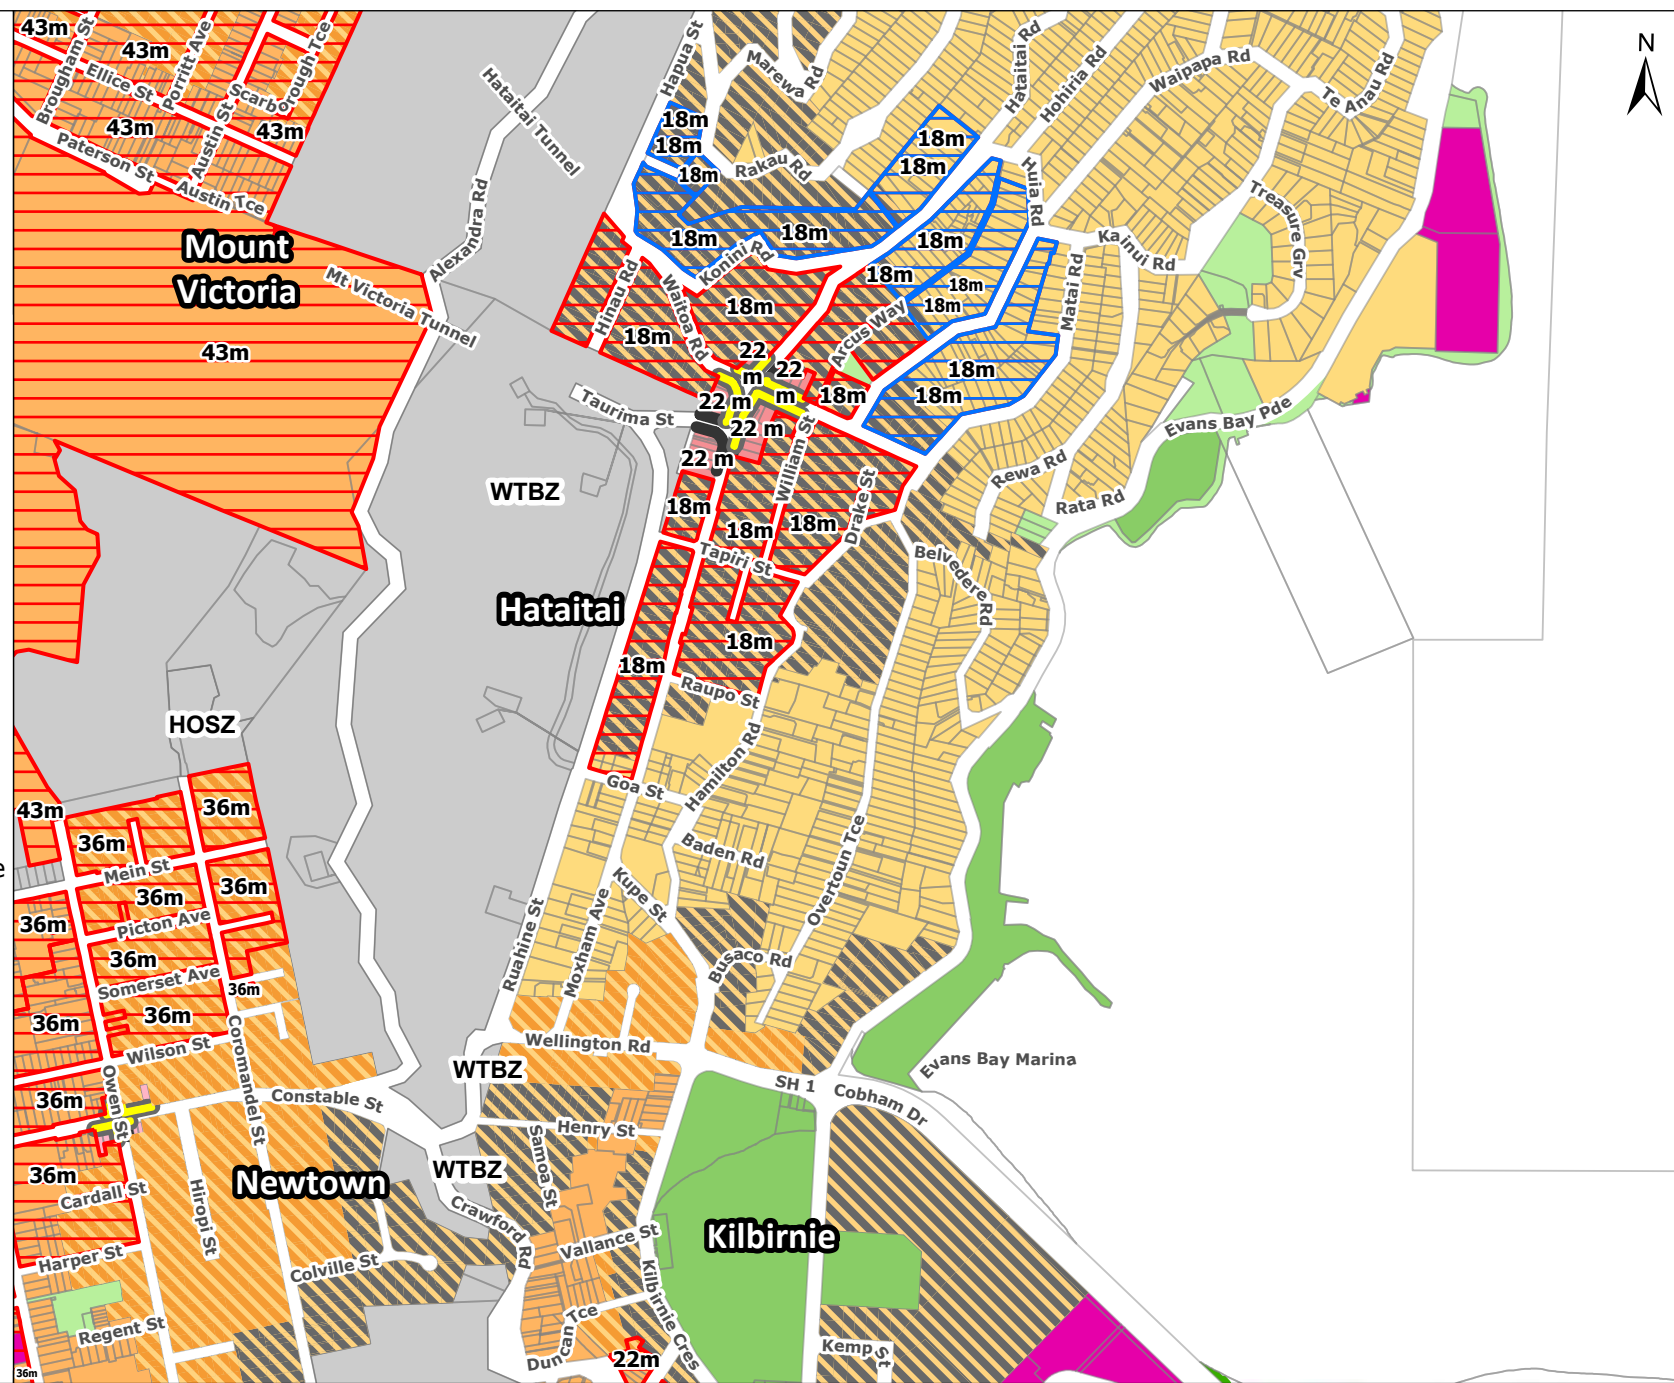 43m
Brougham St
43m
Porritt Ave
Ellice St
Scarborough Tce
43m
Austin St
43m
Paterson St
Austin Tce
Mount
Victoria
Mt Victoria Tunnel
43m
Alexandra Rd
Hataitai Tunnel
Hapua St
Marewa Rd
18m
18m
18m
Rakau Rd
18m
18m
Konini Rd
18m
18m
Hataitai Rd
Hohiria Rd
Waipapa Rd
Te Anau Rd
N
Huia Rd
Treasure Grv
Kainui Rd
Matai Rd
18m
18m
18m
18m
Hinau Rd
Waitoa Rd
18m
18m
Arcus Way
22 m
22 m
22 m
22 m
22 m
18m
18m
18m
Taurima St
William St
Evans Bay Pde
Rewa Rd
Rata Rd
WTBZ
18m
18m
18m
Drake St
Tapiri St
Belvedere Rd
Hataitai
18m
18m
Raupo St
HOSZ
Hamilton Rd
Goa St
43m
36m
36m
Mein St
36m
36m
36m
Picton Ave
36m
Somerset Ave
36m
36m
36m
Wilson St
Coromandel St
Baden Rd
Kupe St
Overtoun Tce
Ruahine St
Moxham Ave
Busaco Rd
Wellington Rd
WTBZ
SH 1
Cobham Dr
Evans Bay Marina
36m
Owen St
Constable St
Henry St
Samoa St
WTBZ
36m
Cardall St
Newtown
Hiropi St
Crawford Rd
Kilbirnie
Vallance St
Harper St
Colville St
Kilbirnie Cres
Regent St
Duncan Tce
22m
Kemp St
36m